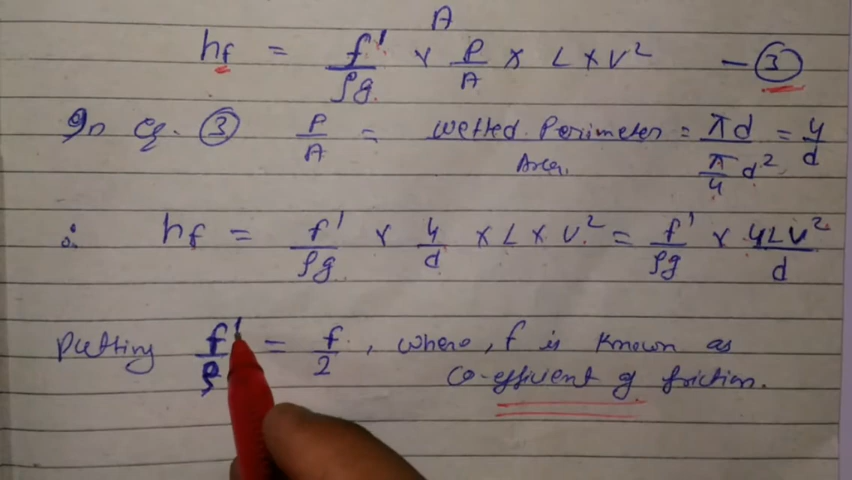 A
hf = f'/ρg × P/A × L × V² — ③
In eq. ③ P/A = Wetted Perimeter/Area. = πd/(π/4 d²) = 4/d
∴ hf = f'/ρg × 4/d × L × V² = f'/ρg × 4LV²/d
Putting f'/ρ = f/2, where, f is known as
co-efficient of friction.